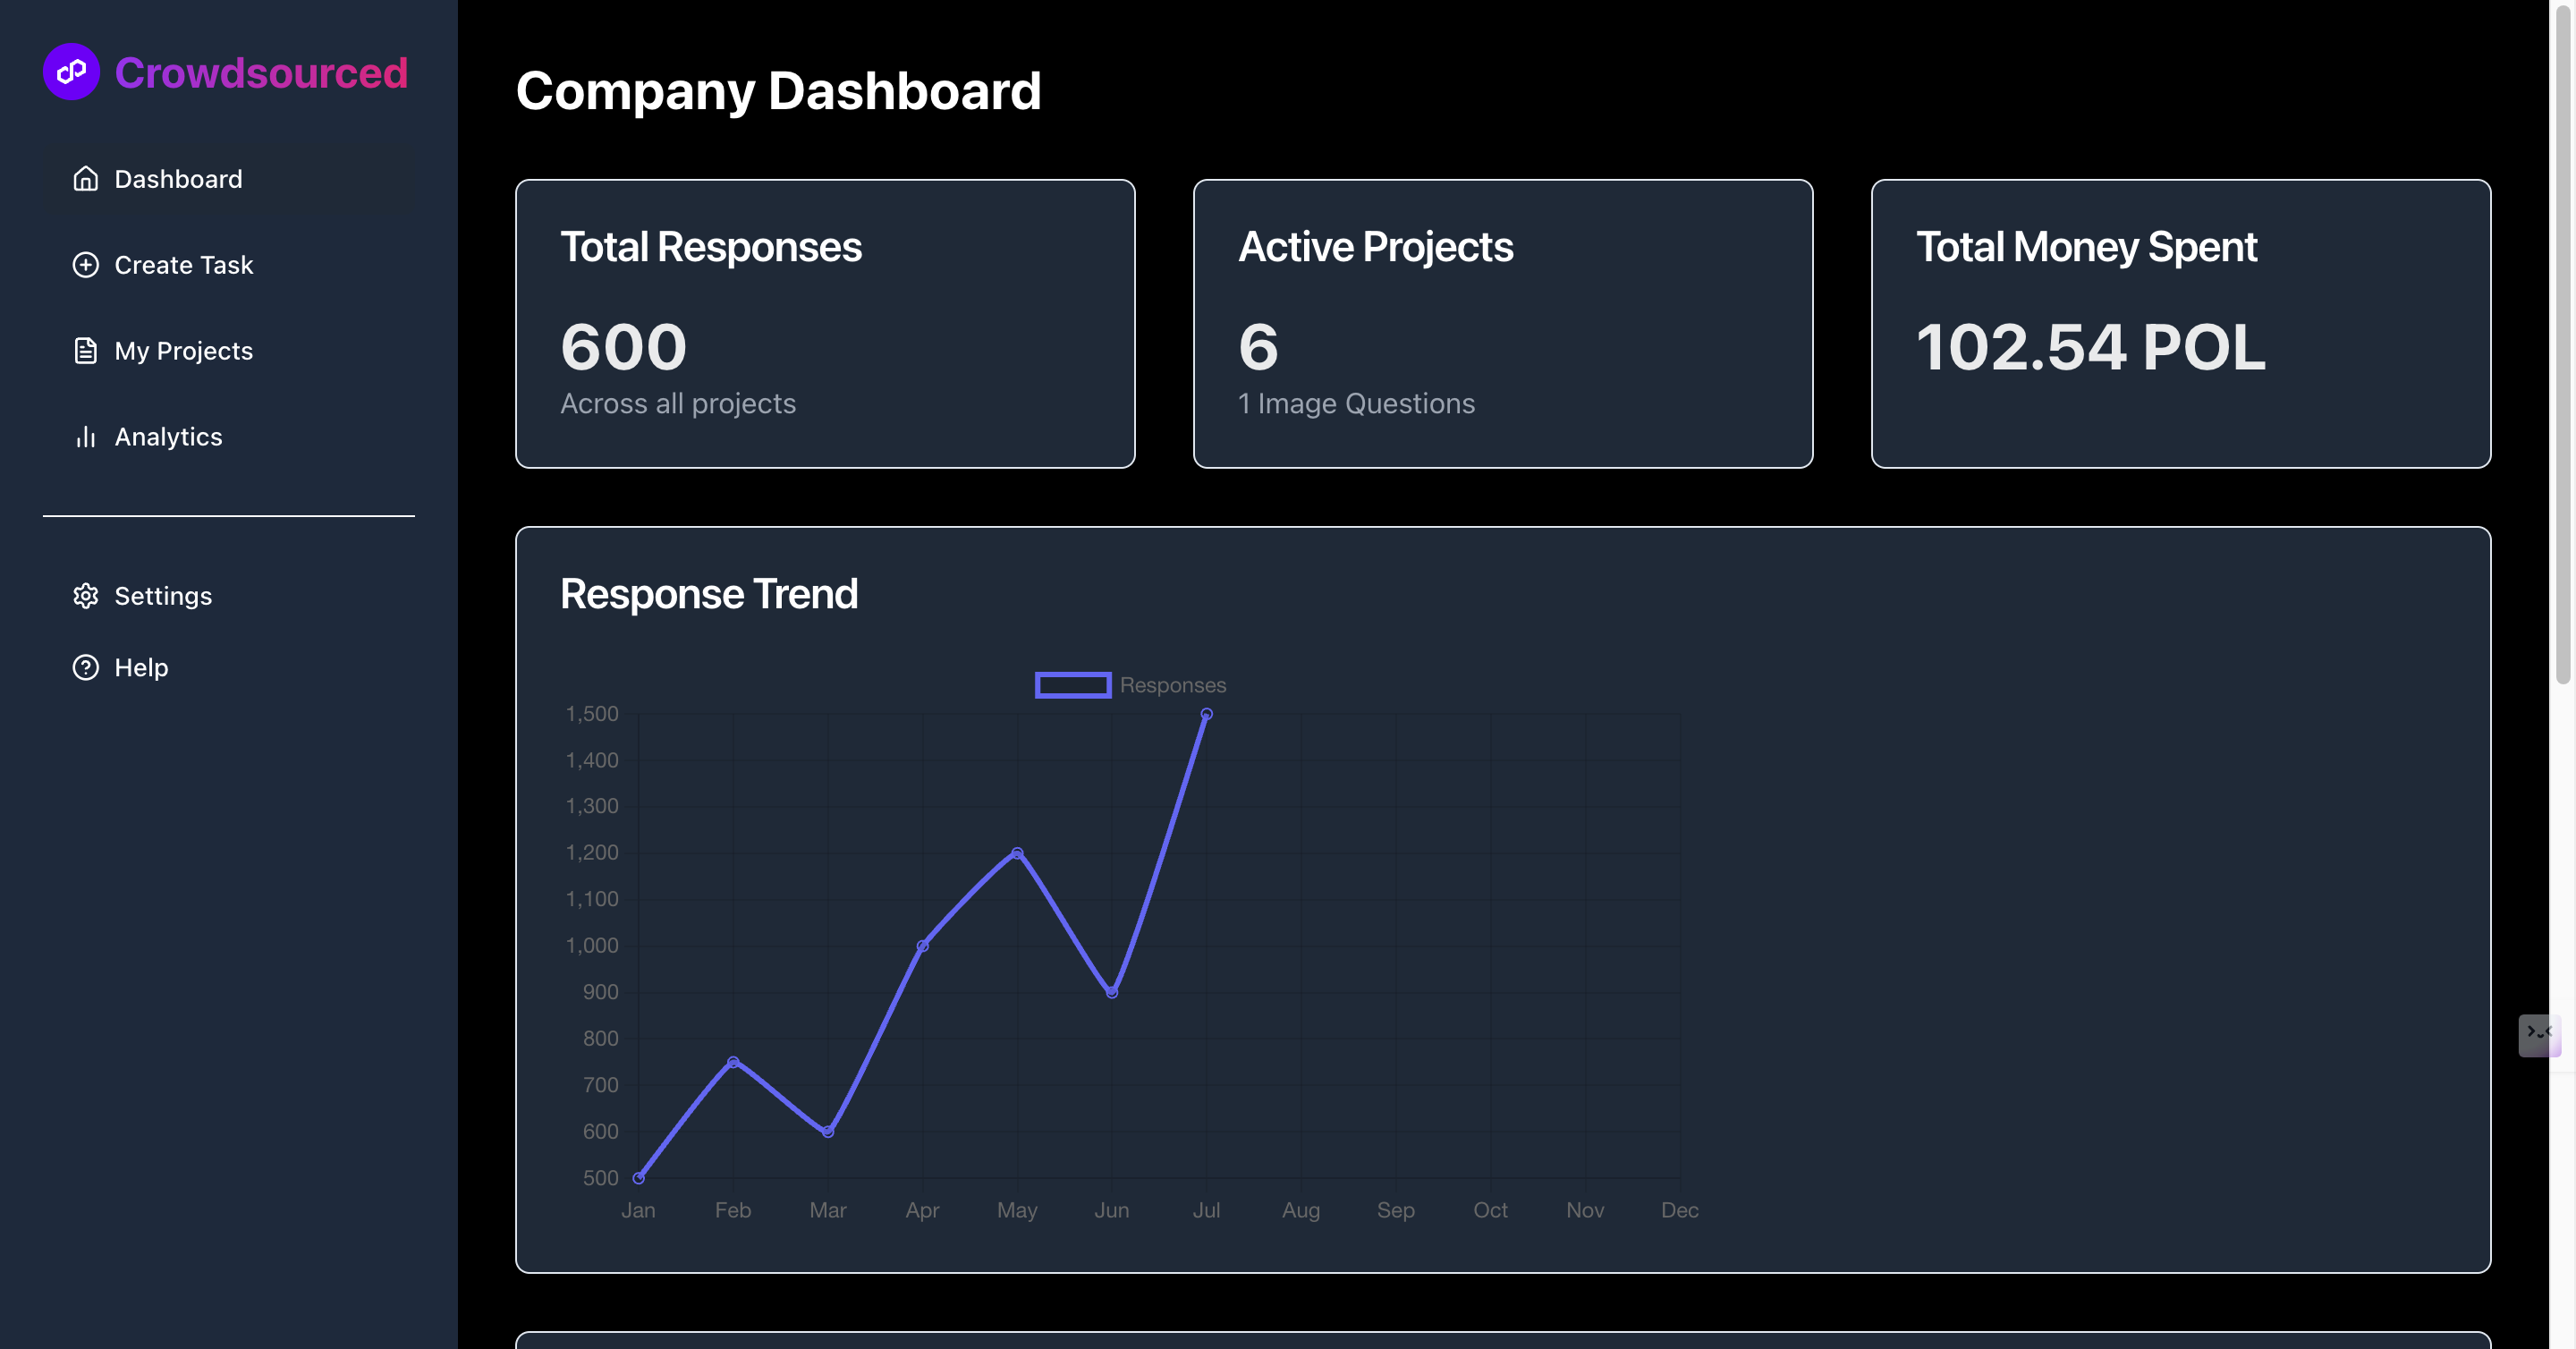 Crowdsourced
Dashboard
Create Task
My Projects
Analytics
Settings
Help
Company Dashboard
Total Responses
600
Across all projects
Active Projects
6
1 Image Questions
Total Money Spent
102.54 POL
Response Trend
Responses
1,500
1,400
1,300
1,200
1,100
1,000
900
800
700
600
500
Jan Feb Mar Apr May Jun Jul Aug Sep Oct Nov Dec